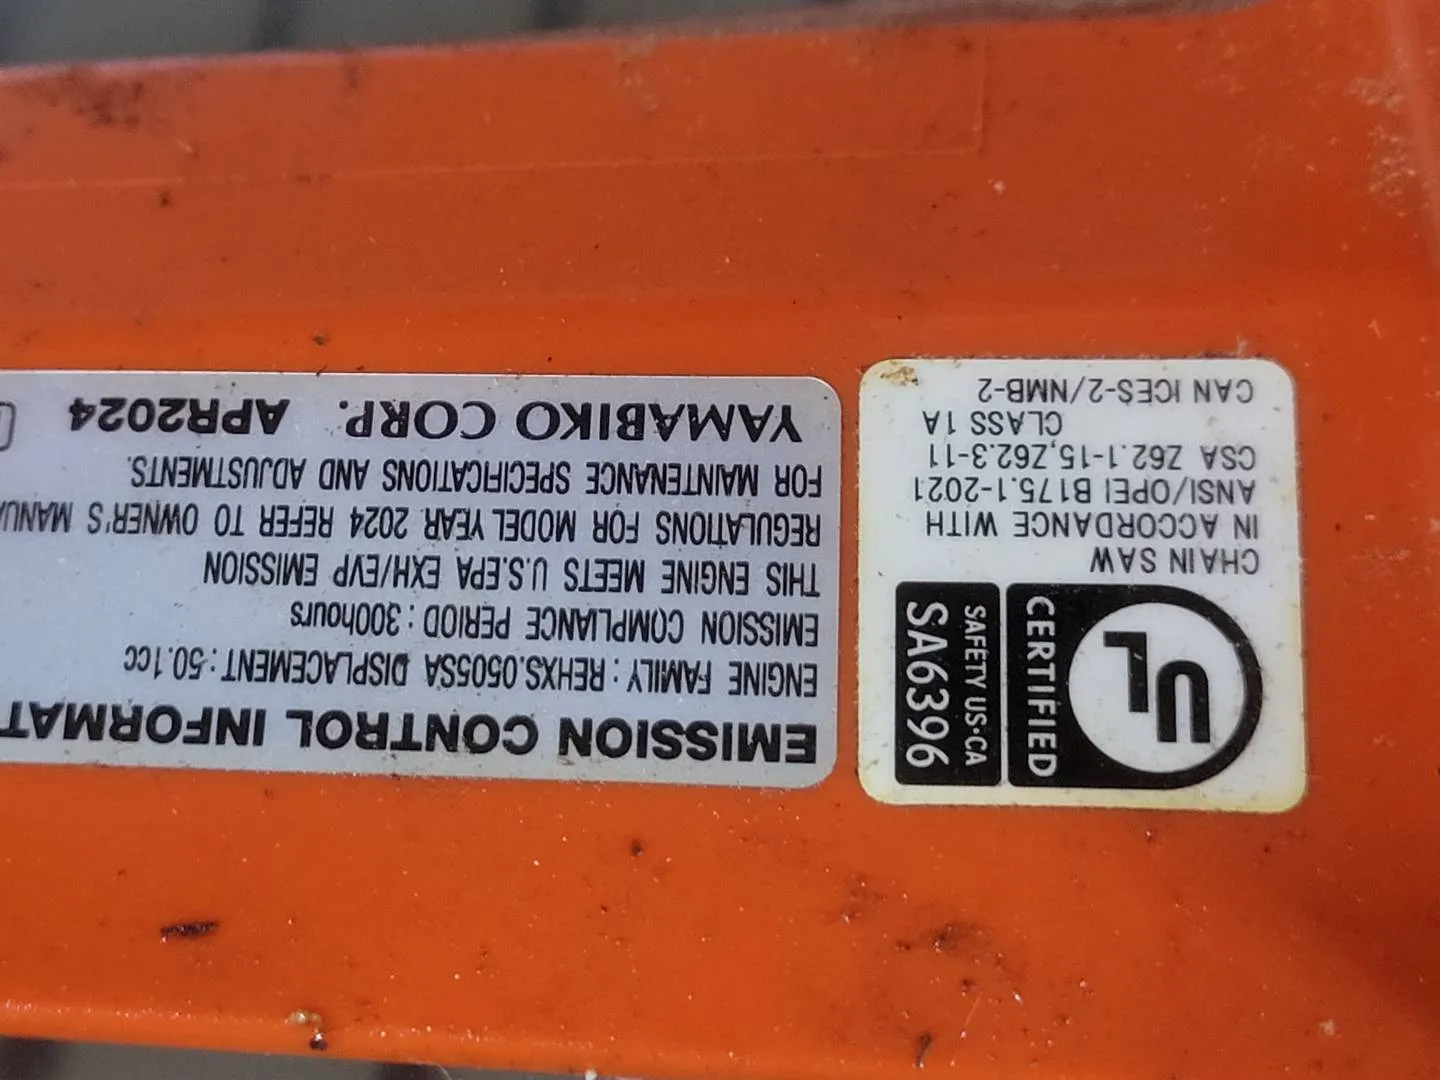 EMISSION CONTROL INFORMAT
ENGINE FAMILY : REHXS.0505SA DISPLACEMENT : 50.1cc
EMISSION COMPLIANCE PERIOD : 300hours
THIS ENGINE MEETS U.S.EPA EXH/EVP EMISSION
REGULATIONS FOR MODEL YEAR 2024 REFER TO OWNER'S MANUA
FOR MAINTENANCE SPECIFICATIONS AND ADJUSTMENTS.
YAMABIKO CORP. APR2024
UL
CERTIFIED
SAFETY US•CA
SA6396
CHAIN SAW
IN ACCORDANCE WITH
ANSI/OPEI B175.1-2021
CSA Z62.1-15,Z62.3-11
CLASS 1A
CAN ICES-2/NMB-2